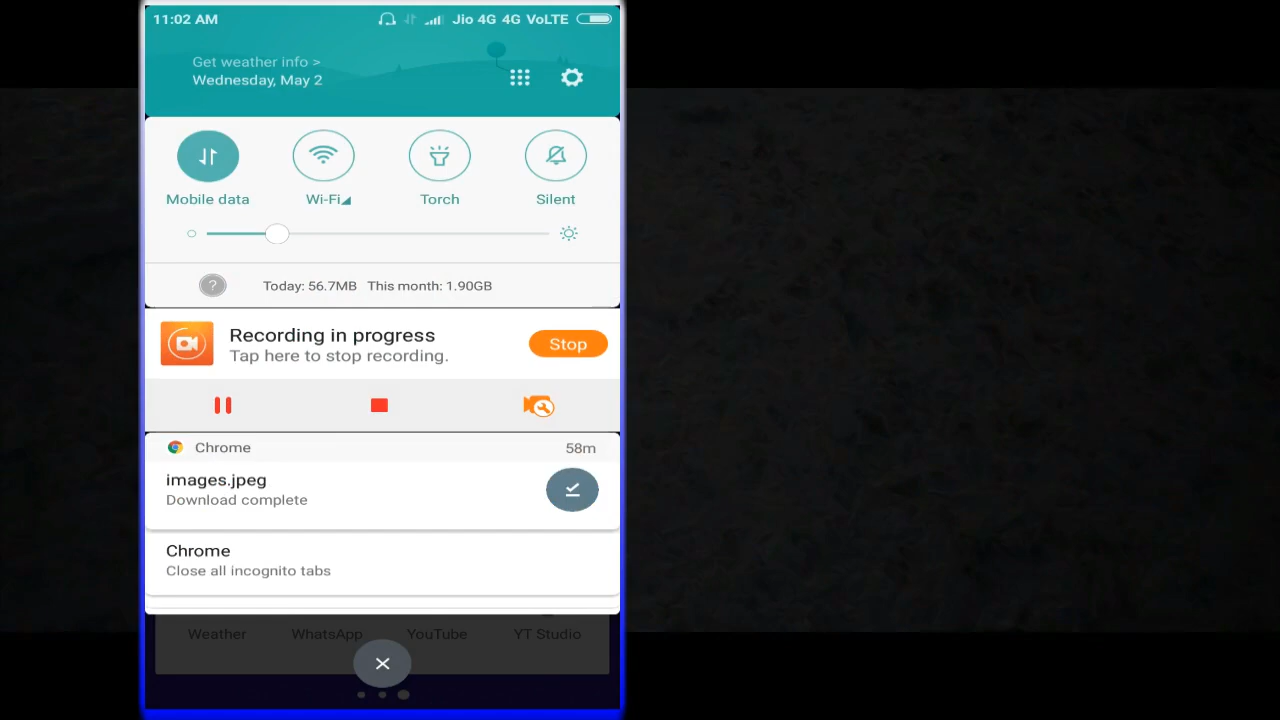 11:02 AM Jio 4G 4G VoLTE
Get weather info >
Wednesday, May 2
Mobile data Wi-Fi Torch Silent
? Today: 56.7MB This month: 1.90GB
Recording in progress
Tap here to stop recording.
Stop
Chrome 58m
images.jpeg
Download complete
Chrome
Close all incognito tabs
Weather WhatsApp YouTube YT Studio